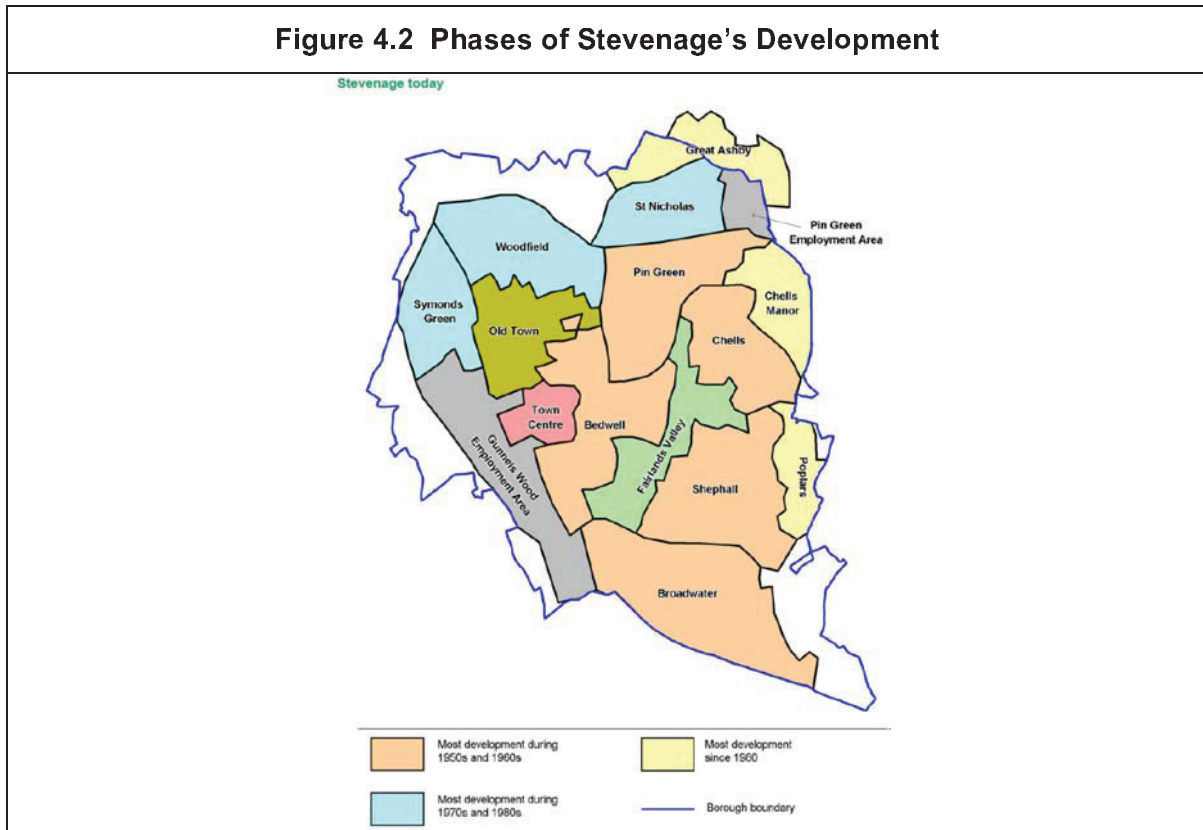 Figure 4.2 Phases of Stevenage's Development
Stevenage today
Great Ashby
St Nicholas
Pin Green
Employment Area
Woodfield
Pin Green
Chells
Manor
Symonds
Green
Old Town
Chells
Town
Centre
Bedwell
Gunnels Wood
Employment Area
Fairlands Valley
Shephall
Poplars
Broadwater
Most development during
1950s and 1960s
Most development
since 1960
Most development during
1970s and 1980s
Borough boundary